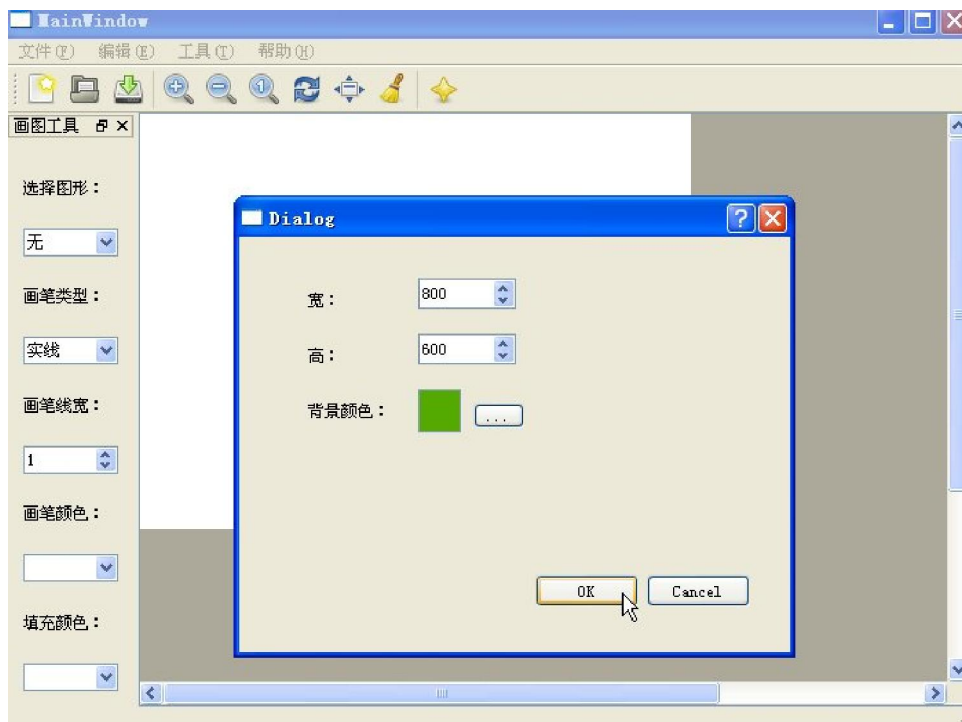 MainWindow
文件(F) 编辑(E) 工具(T) 帮助(H)
画图工具
选择图形：
无
画笔类型：
实线
画笔线宽：
1
画笔颜色：
填充颜色：
Dialog
宽： 800
高： 600
背景颜色： ...
OK Cancel